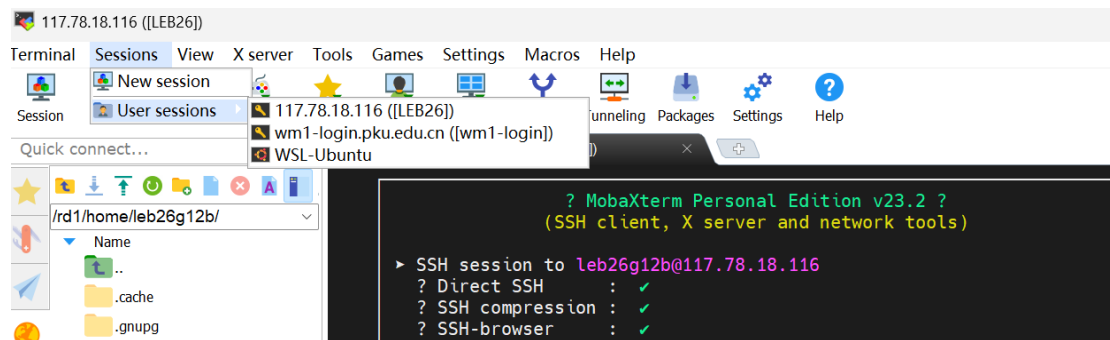 117.78.18.116 ([LEB26])
Terminal Sessions View X server Tools Games Settings Macros Help
New session
User sessions
117.78.18.116 ([LEB26])
wm1-login.pku.edu.cn ([wm1-login])
WSL-Ubuntu
Session Tunneling Packages Settings Help
Quick connect...
/rd1/home/leb26g12b/
Name
..
.cache
.gnupg
? MobaXterm Personal Edition v23.2 ?
(SSH client, X server and network tools)
► SSH session to leb26g12b@117.78.18.116
? Direct SSH : ✔
? SSH compression : ✔
? SSH-browser : ✔